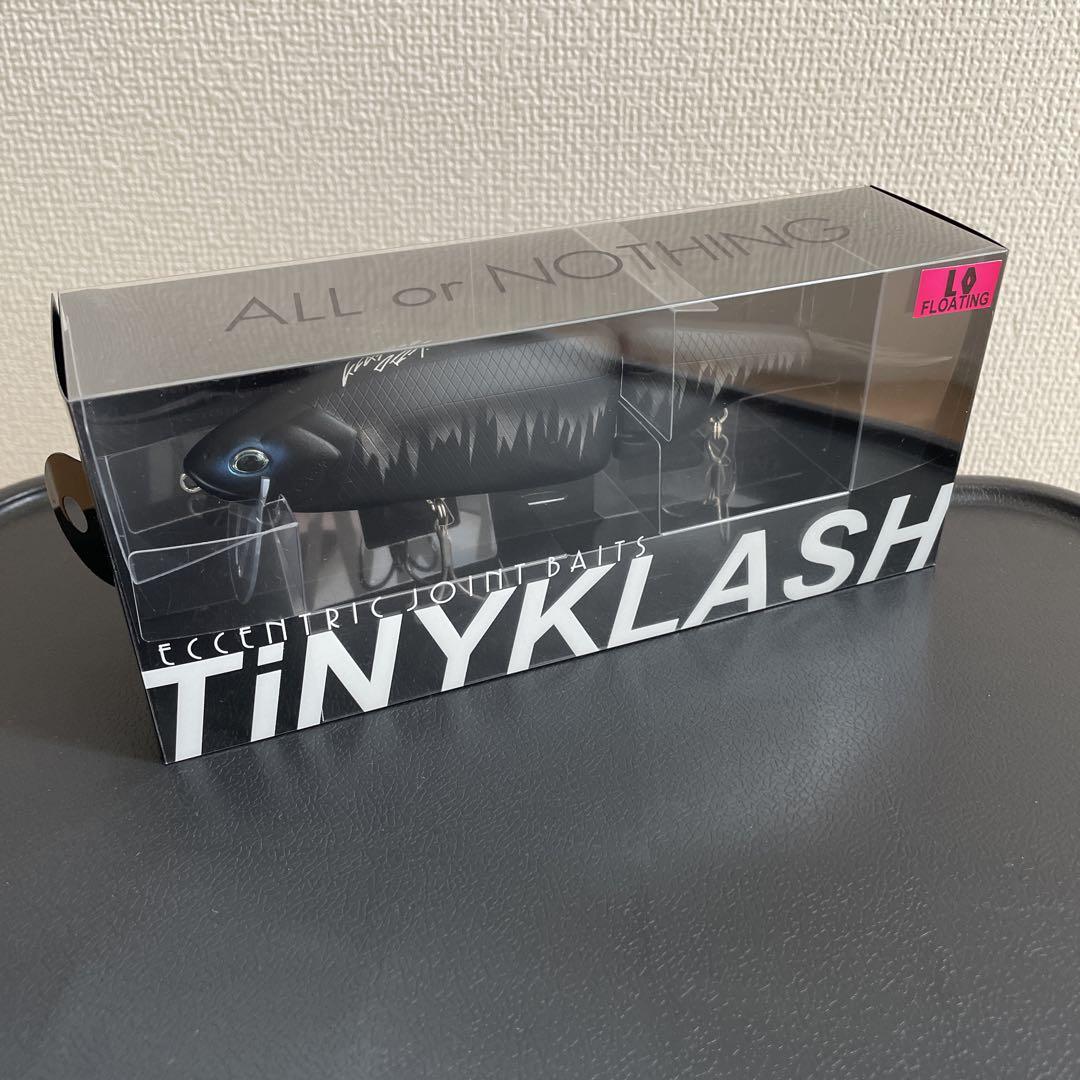 ALL or NOTHING
LO
FLOATING
ECCENTRIC JOINT BAITS
TiNYKLASH